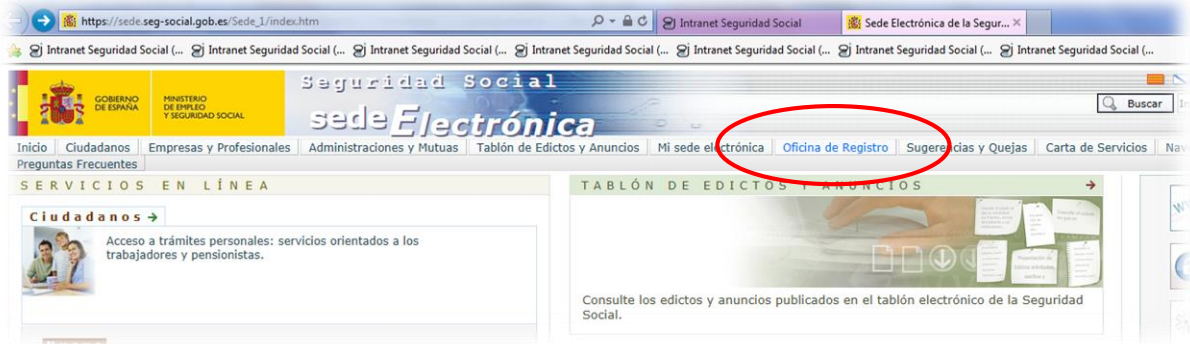 https://sede.seg-social.gob.es/Sede_1/index.htm
Intranet Seguridad Social
Sede Electrónica de la Segur...
Intranet Seguridad Social (... Intranet Seguridad Social (... Intranet Seguridad Social (... Intranet Seguridad Social (... Intranet Seguridad Social (... Intranet Seguridad Social (... Intranet Seguridad Social (...
GOBIERNO
DE ESPAÑA
MINISTERIO
DE EMPLEO
Y SEGURIDAD SOCIAL
Seguridad Social
sedeElectrónica
Buscar
Inicio Ciudadanos Empresas y Profesionales Administraciones y Mutuas Tablón de Edictos y Anuncios Mi sede electrónica Oficina de Registro Sugerencias y Quejas Carta de Servicios
Preguntas Frecuentes
SERVICIOS EN LÍNEA
Ciudadanos
Acceso a trámites personales: servicios orientados a los
trabajadores y pensionistas.
TABLÓN DE EDICTOS Y ANUNCIOS
Consulte los edictos y anuncios publicados en el tablón electrónico de la Seguridad
Social.